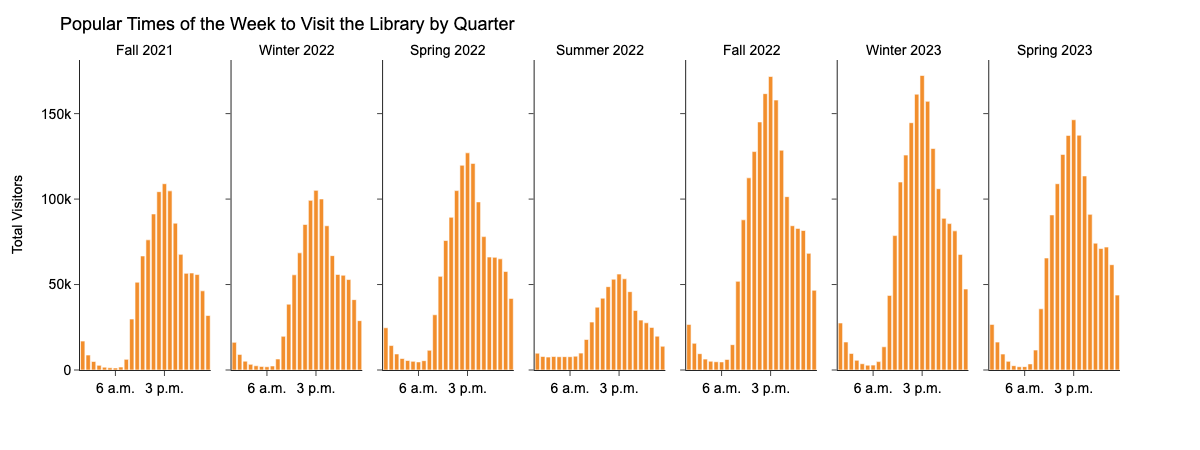 Popular Times of the Week to Visit the Library by Quarter
Fall 2021 Winter 2022 Spring 2022 Summer 2022 Fall 2022 Winter 2023 Spring 2023
150k
100k
50k
0
Total Visitors
6 a.m. 3 p.m. 6 a.m. 3 p.m. 6 a.m. 3 p.m. 6 a.m. 3 p.m. 6 a.m. 3 p.m. 6 a.m. 3 p.m. 6 a.m. 3 p.m.